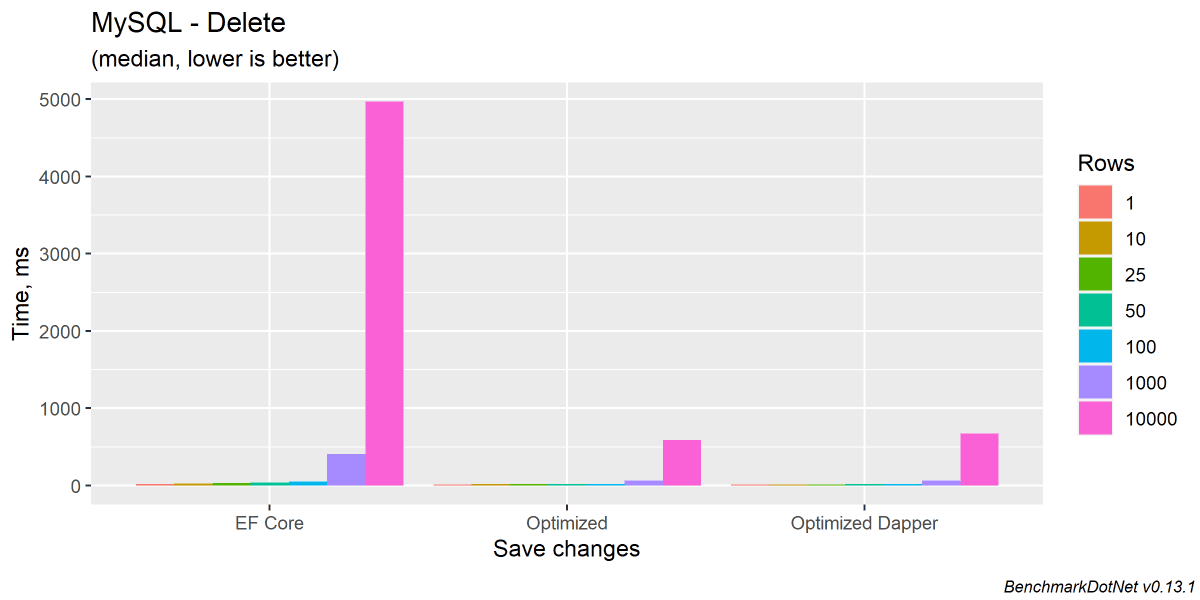 MySQL - Delete
(median, lower is better)
Time, ms
5000
4000
3000
2000
1000
0
EF Core
Optimized
Optimized Dapper
Save changes
Rows
1
10
25
50
100
1000
10000
BenchmarkDotNet v0.13.1